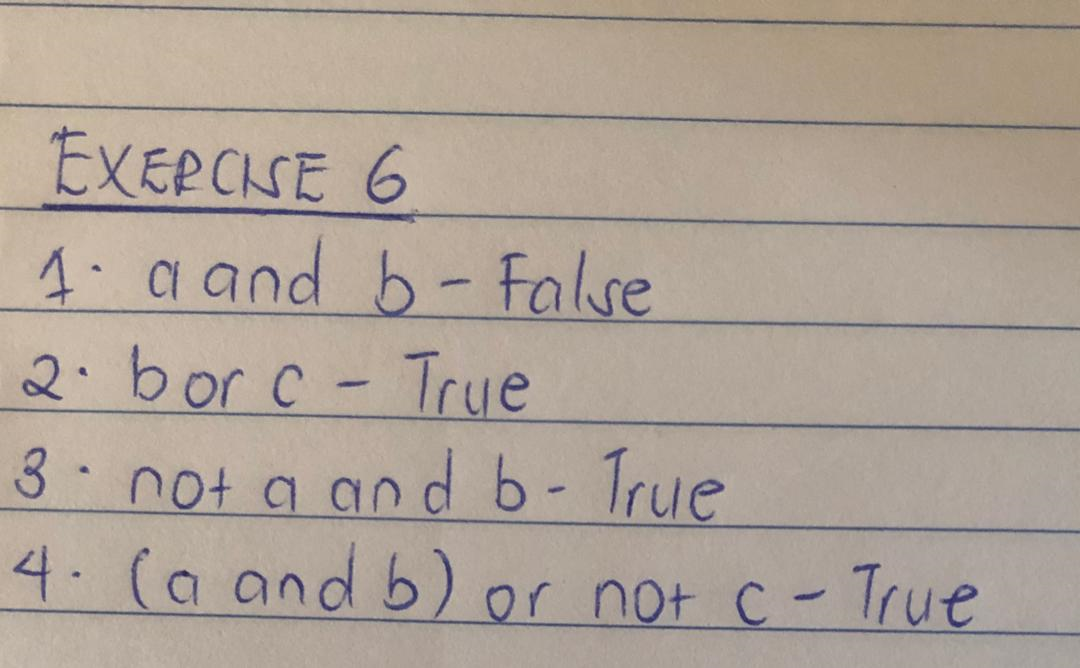 EXERCISE 6
1. a and b - False
2. b or c - True
3. not a and b - True
4. (a and b) or not c - True